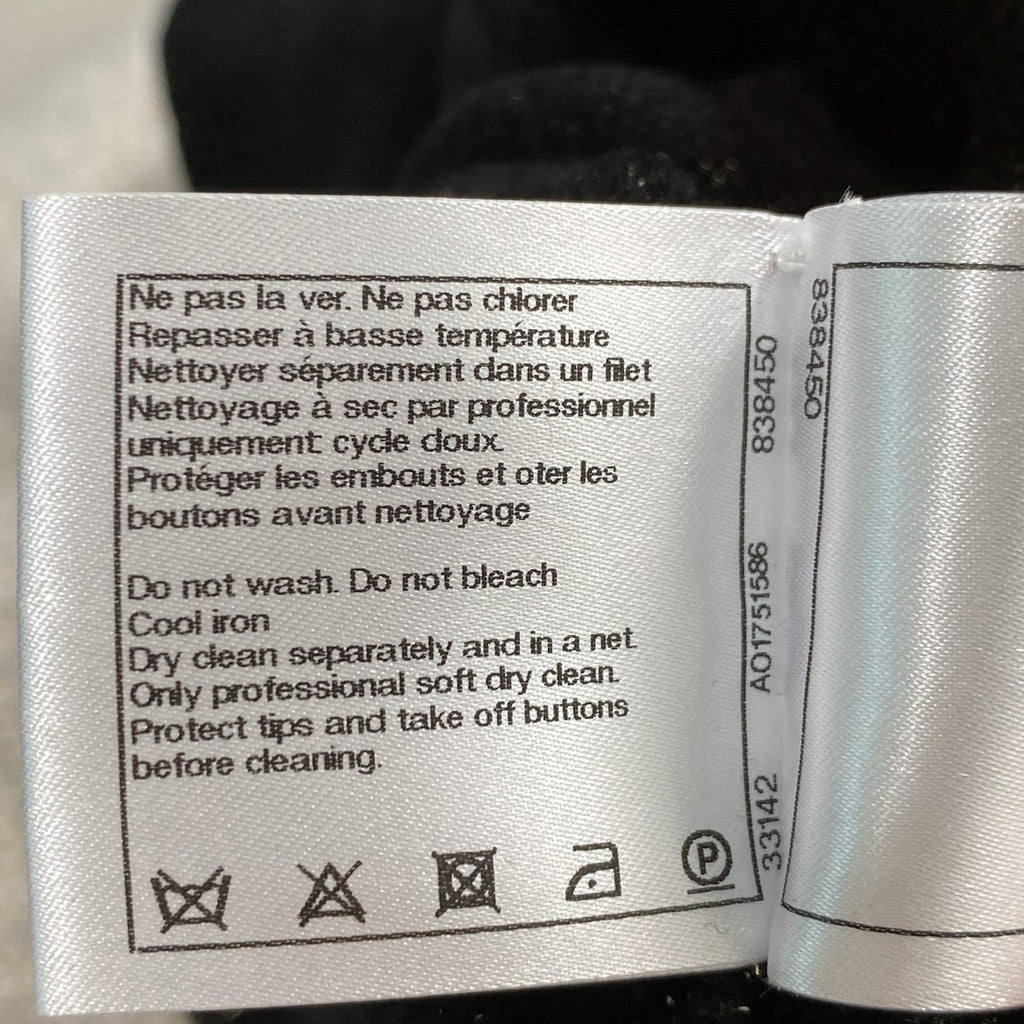 Ne pas la ver. Ne pas chlorer
Repasser à basse température
Nettoyer séparement dans un filet
Nettoyage à sec par professionnel
uniquement cycle doux.
Protéger les embouts et oter les
boutons avant nettoyage
Do not wash. Do not bleach
Cool iron
Dry clean separately and in a net.
Only professional soft dry clean.
Protect tips and take off buttons
before cleaning.
P
33142 A01751586 838450
838450